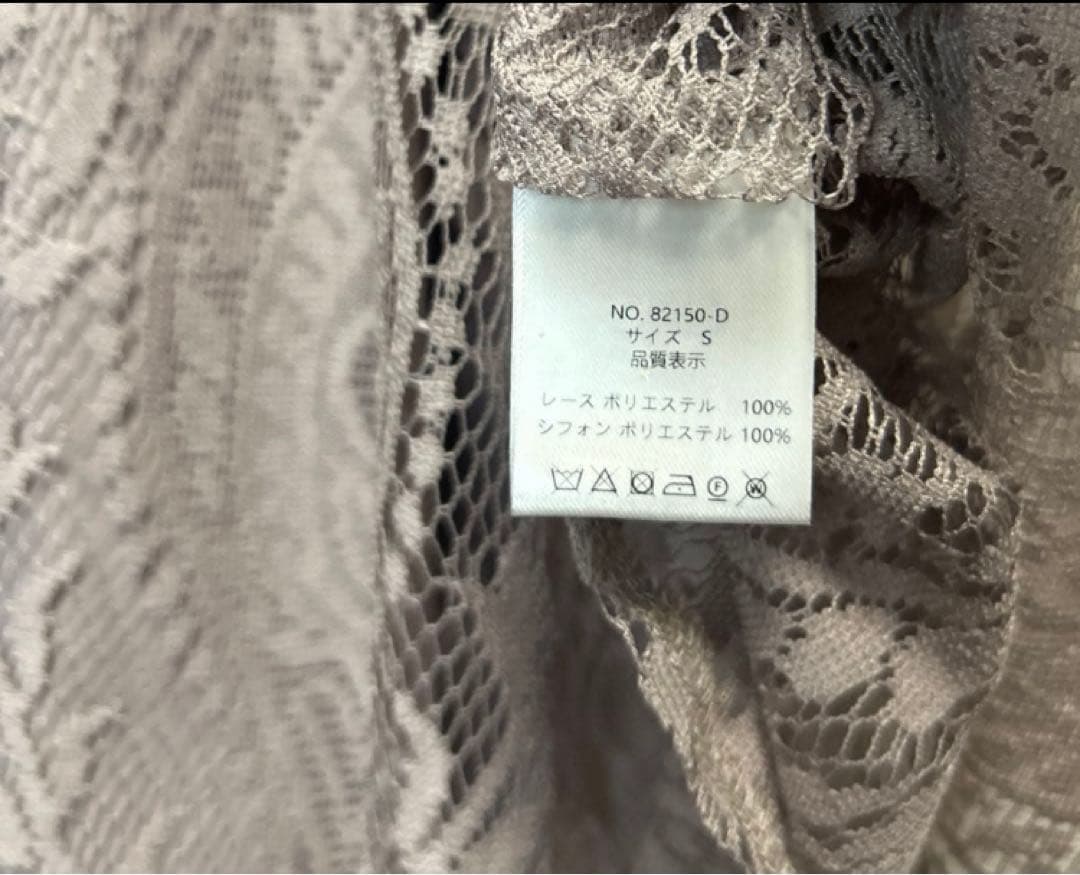 NO. 82150-D
サイズ S
品質表示
レース ポリエステル 100%
シフォン ポリエステル 100%
F W